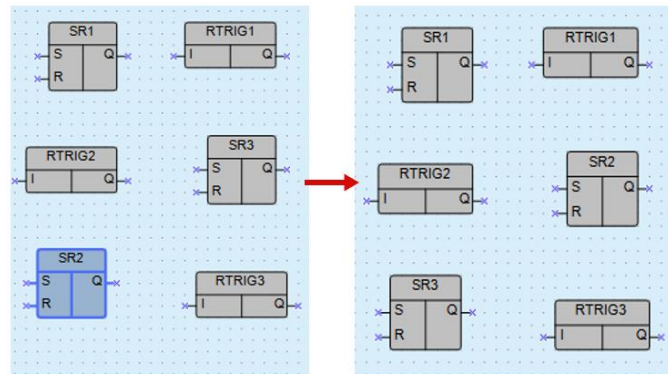 SR1
S Q
R
RTRIG1
I Q
RTRIG2
I Q
SR3
S Q
R
SR2
S Q
R
RTRIG3
I Q
SR1
S Q
R
RTRIG1
I Q
RTRIG2
I Q
SR2
S Q
R
SR3
S Q
R
RTRIG3
I Q